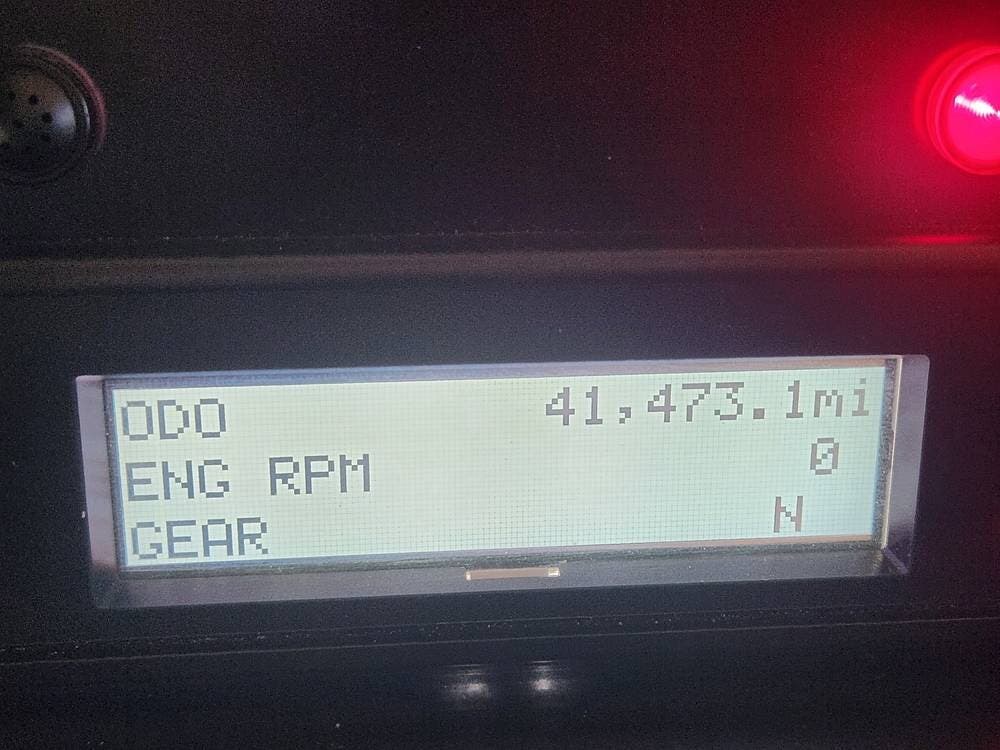 ODO 41,473.1mi
ENG RPM 0
GEAR N